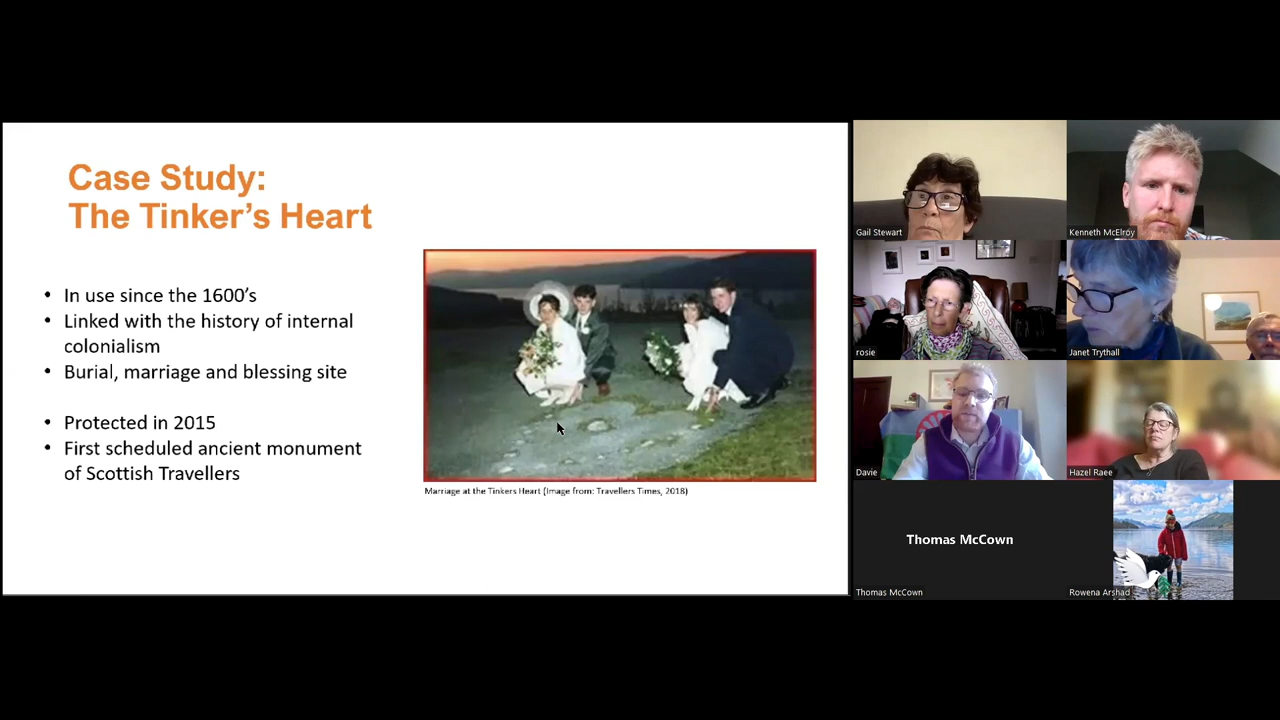 Case Study:
The Tinker's Heart
• In use since the 1600's
• Linked with the history of internal
colonialism
• Burial, marriage and blessing site
• Protected in 2015
• First scheduled ancient monument
of Scottish Travellers
Marriage at the Tinkers Heart (Image from: Travellers Times, 2018)
Gail Stewart
Kenneth McElroy
rosie
Janet Trythall
Davie
Hazel Raee
Thomas McCown
Thomas McCown
Rowena Arshad